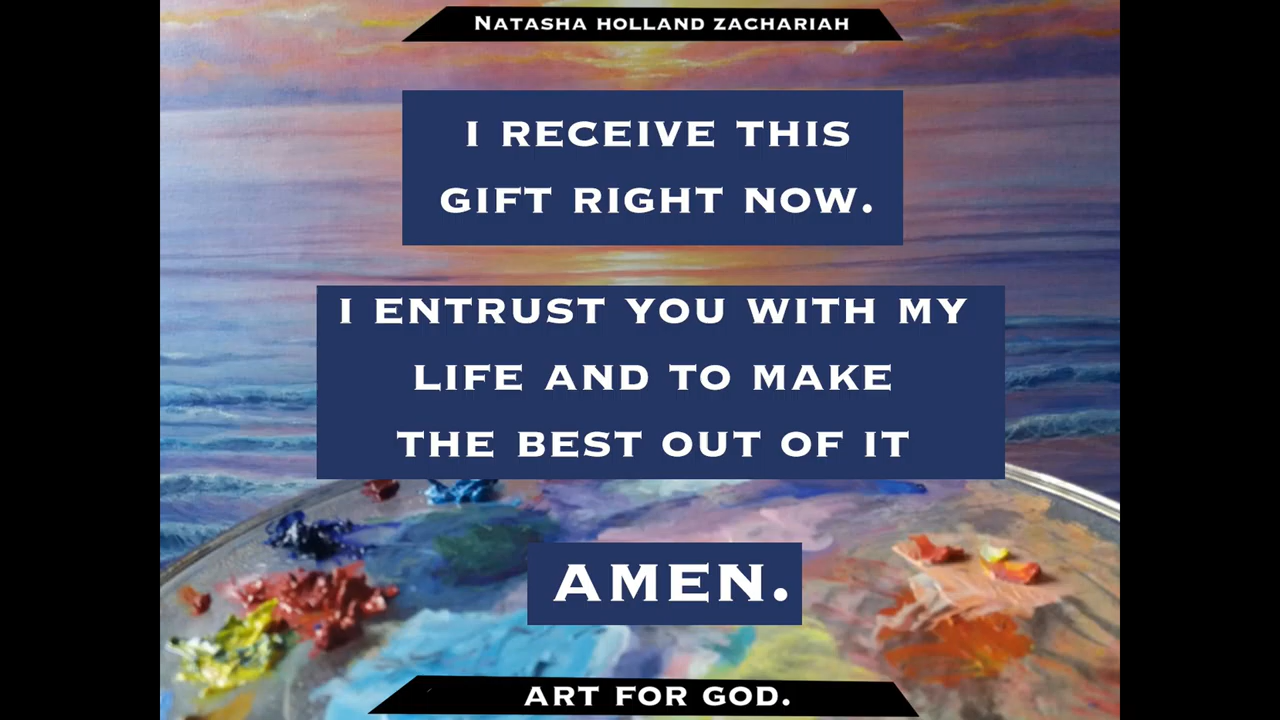 NATASHA HOLLAND ZACHARIAH
I RECEIVE THIS
GIFT RIGHT NOW.
I ENTRUST YOU WITH MY
LIFE AND TO MAKE
THE BEST OUT OF IT
AMEN.
ART FOR GOD.